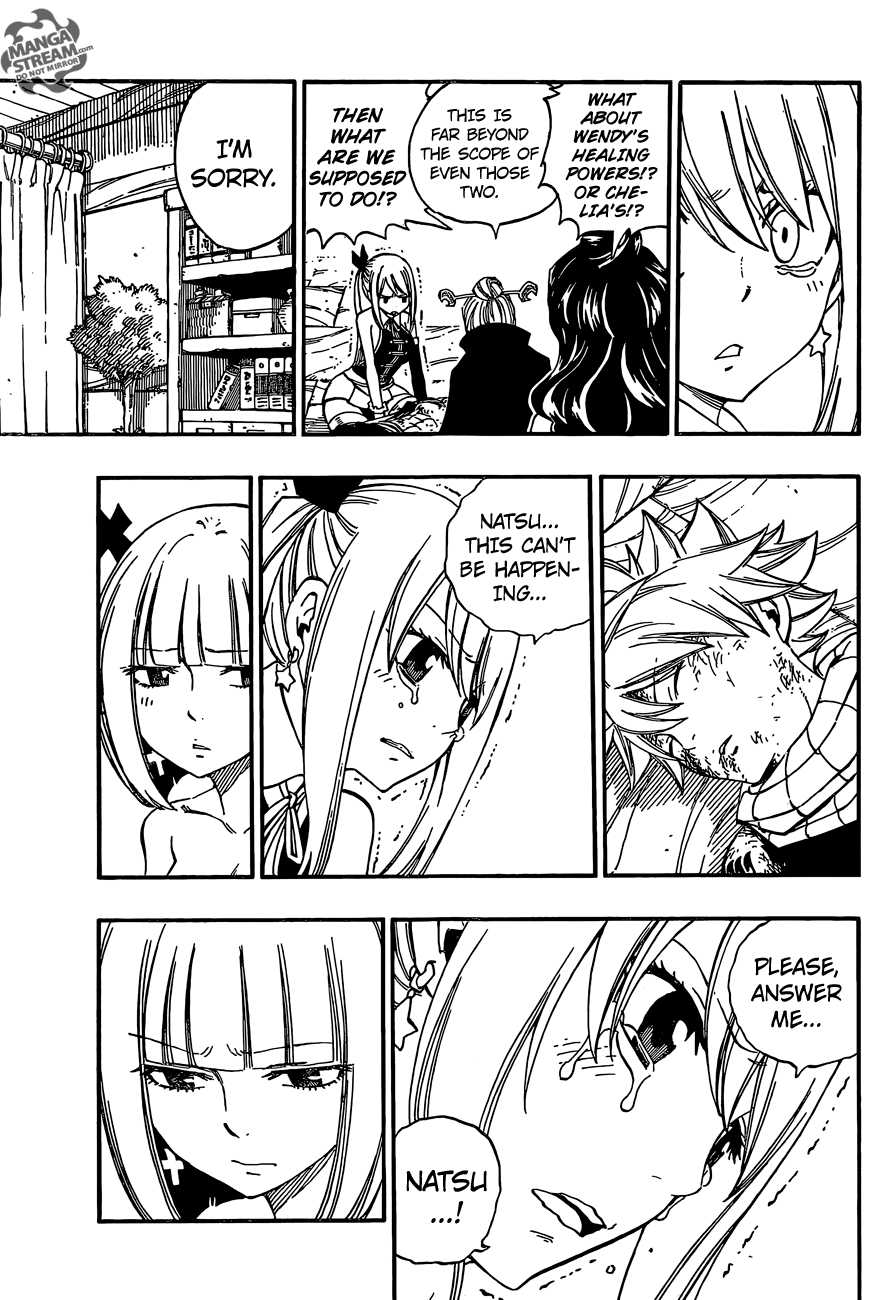 MANGA
STREAM.com
DO NOT MIRROR
WHAT
ABOUT
WENDY'S
HEALING
POWERS!?
OR CHE-
LIA'S!?
THIS IS
FAR BEYOND
THE SCOPE OF
EVEN THOSE
TWO.
THEN
WHAT
ARE WE
SUPPOSED
TO DO!?
I'M
SORRY.
NATSU...
THIS CAN'T
BE HAPPEN-
ING...
PLEASE,
ANSWER
ME...
NATSU
...!